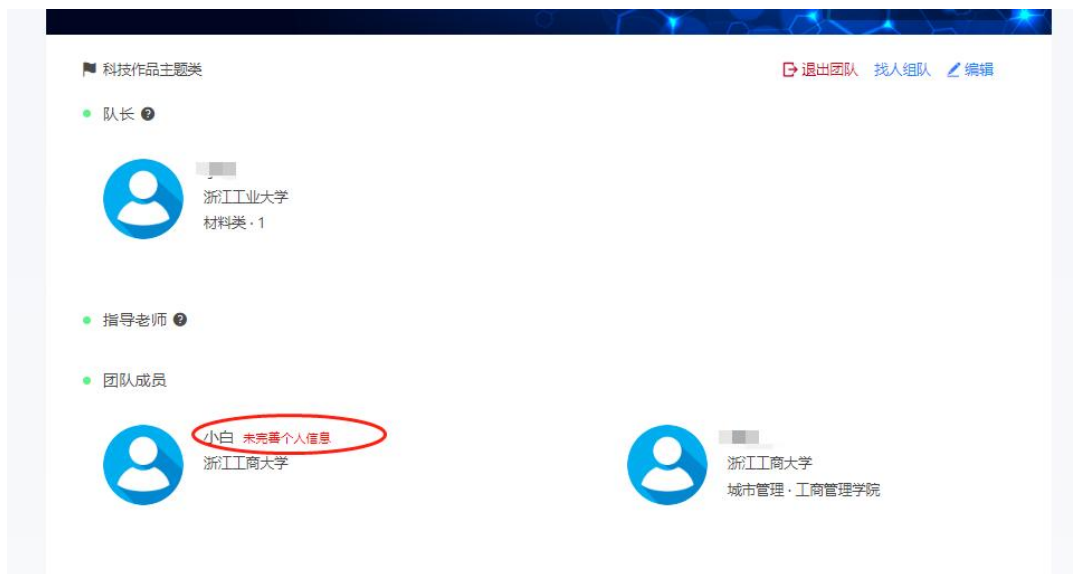 科技作品主题类 退出团队 找人组队 编辑
队长
浙江工业大学
材料类 · 1
指导老师
团队成员
小白 未完善个人信息
浙江工商大学
浙江工商大学
城市管理 · 工商管理学院